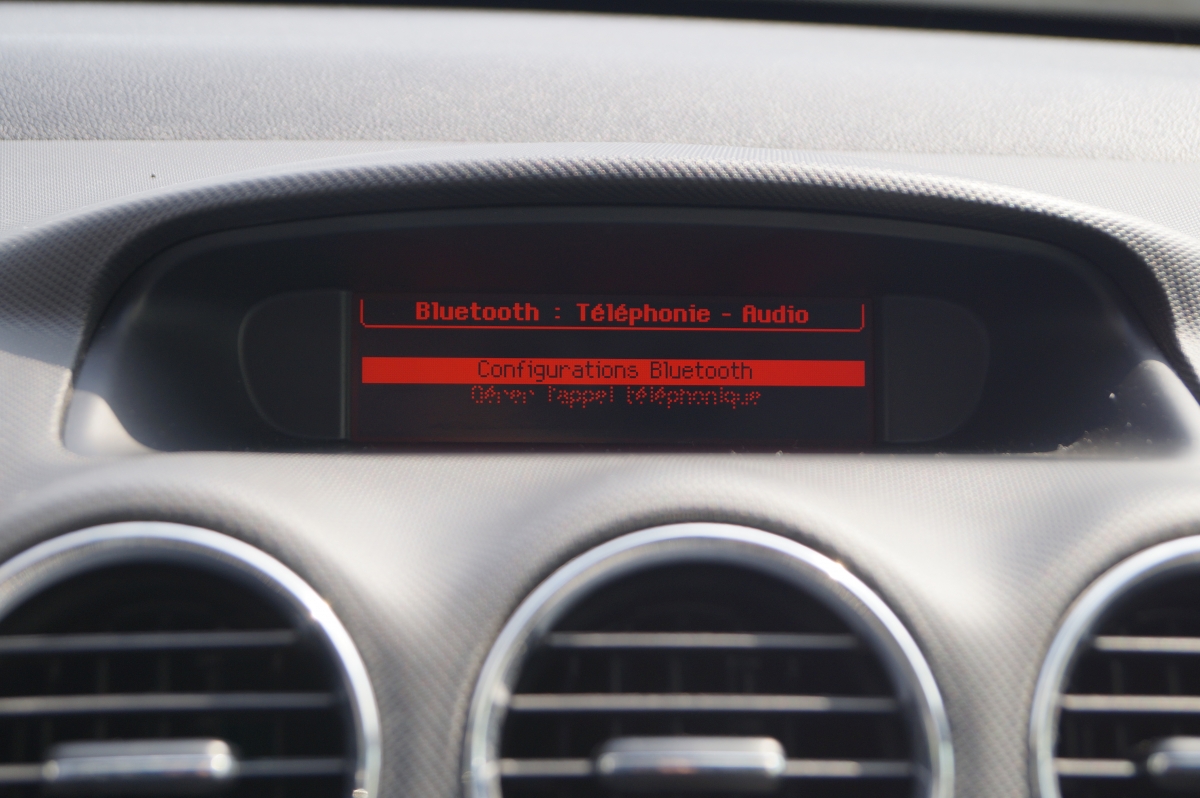 Bluetooth : Téléphonie - Audio
Configurations Bluetooth
Gérer l'appel téléphonique